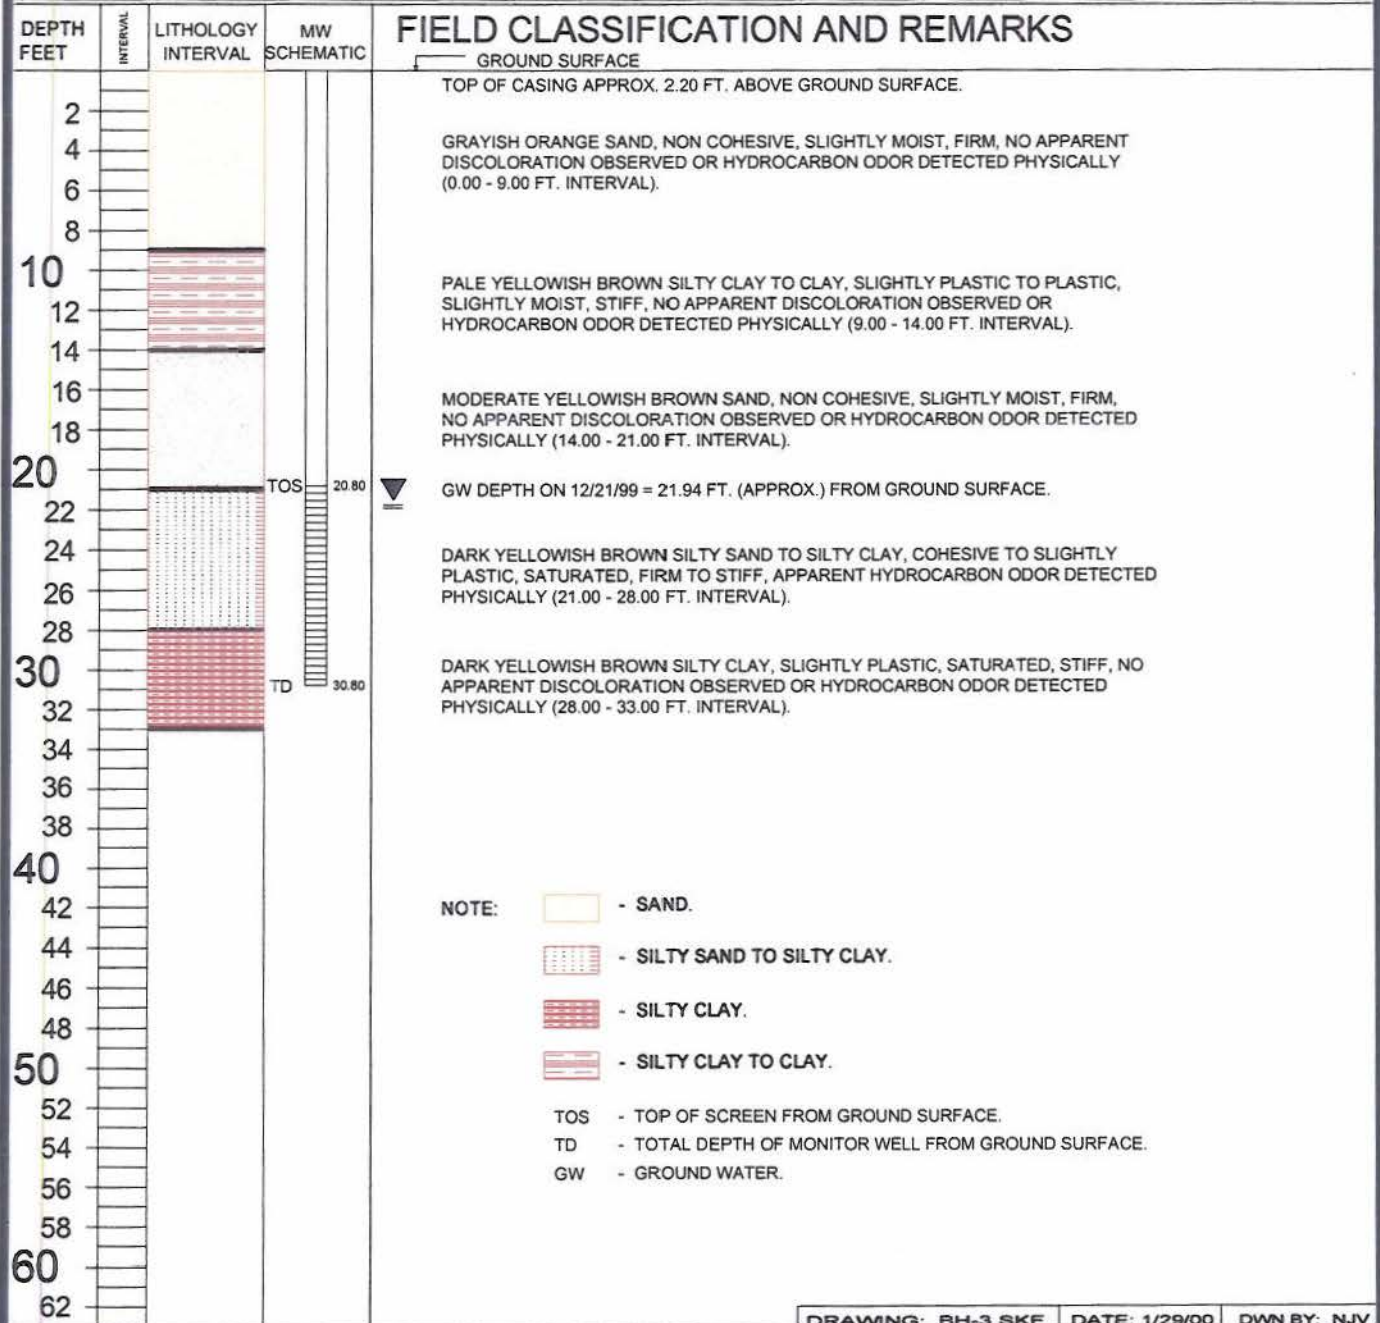 DEPTH FEET
INTERVAL
LITHOLOGY INTERVAL
MW SCHEMATIC
FIELD CLASSIFICATION AND REMARKS
GROUND SURFACE
TOP OF CASING APPROX. 2.20 FT. ABOVE GROUND SURFACE.
2
4
GRAYISH ORANGE SAND, NON COHESIVE, SLIGHTLY MOIST, FIRM, NO APPARENT
DISCOLORATION OBSERVED OR HYDROCARBON ODOR DETECTED PHYSICALLY
(0.00 - 9.00 FT. INTERVAL).
6
8
10
PALE YELLOWISH BROWN SILTY CLAY TO CLAY, SLIGHTLY PLASTIC TO PLASTIC,
SLIGHTLY MOIST, STIFF, NO APPARENT DISCOLORATION OBSERVED OR
HYDROCARBON ODOR DETECTED PHYSICALLY (9.00 - 14.00 FT. INTERVAL).
12
14
16
MODERATE YELLOWISH BROWN SAND, NON COHESIVE, SLIGHTLY MOIST, FIRM,
NO APPARENT DISCOLORATION OBSERVED OR HYDROCARBON ODOR DETECTED
PHYSICALLY (14.00 - 21.00 FT. INTERVAL).
18
20
TOS 20.80
GW DEPTH ON 12/21/99 = 21.94 FT. (APPROX.) FROM GROUND SURFACE.
22
24
DARK YELLOWISH BROWN SILTY SAND TO SILTY CLAY, COHESIVE TO SLIGHTLY
PLASTIC, SATURATED, FIRM TO STIFF, APPARENT HYDROCARBON ODOR DETECTED
PHYSICALLY (21.00 - 28.00 FT. INTERVAL).
26
28
30
TD 30.80
DARK YELLOWISH BROWN SILTY CLAY, SLIGHTLY PLASTIC, SATURATED, STIFF, NO
APPARENT DISCOLORATION OBSERVED OR HYDROCARBON ODOR DETECTED
PHYSICALLY (28.00 - 33.00 FT. INTERVAL).
32
34
36
38
40
42
NOTE: - SAND.
44
- SILTY SAND TO SILTY CLAY.
46
48
- SILTY CLAY.
50
- SILTY CLAY TO CLAY.
52
TOS - TOP OF SCREEN FROM GROUND SURFACE.
54
TD - TOTAL DEPTH OF MONITOR WELL FROM GROUND SURFACE.
56
GW - GROUND WATER.
58
60
62
DRAWING: BH-3.SKF DATE: 1/29/00 DWN BY: NJV